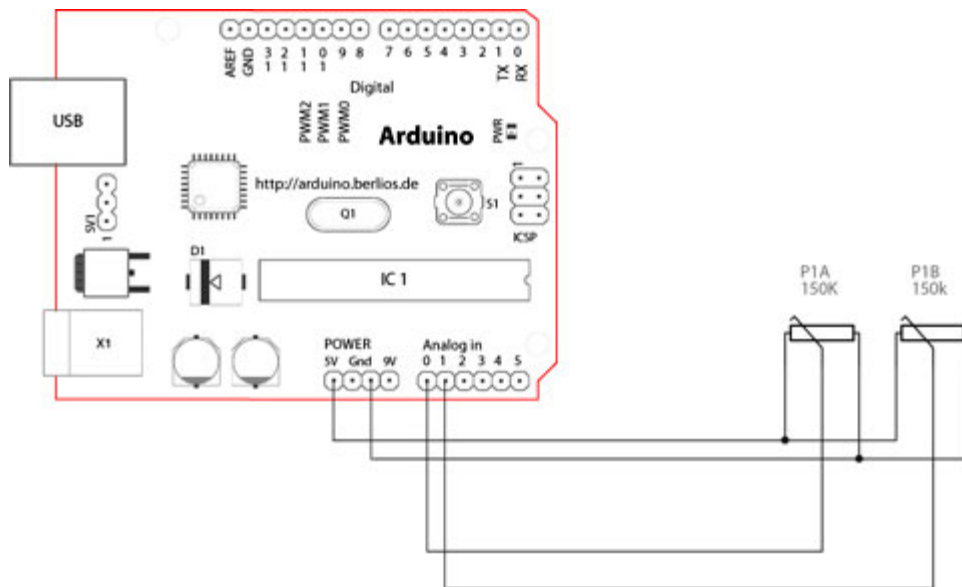 AREF
GND
13
12
11
10
9
8
7
6
5
4
3
2
TX 1
RX 0
Digital
PWM2
PWM1
PWM0
Arduino
PWR
USB
http://arduino.berlios.de
1
SV1
1
Q1
S1
ICSP
D1
IC 1
P1A
150K
P1B
150k
X1
POWER
5V Gnd 9V
Analog in
0 1 2 3 4 5